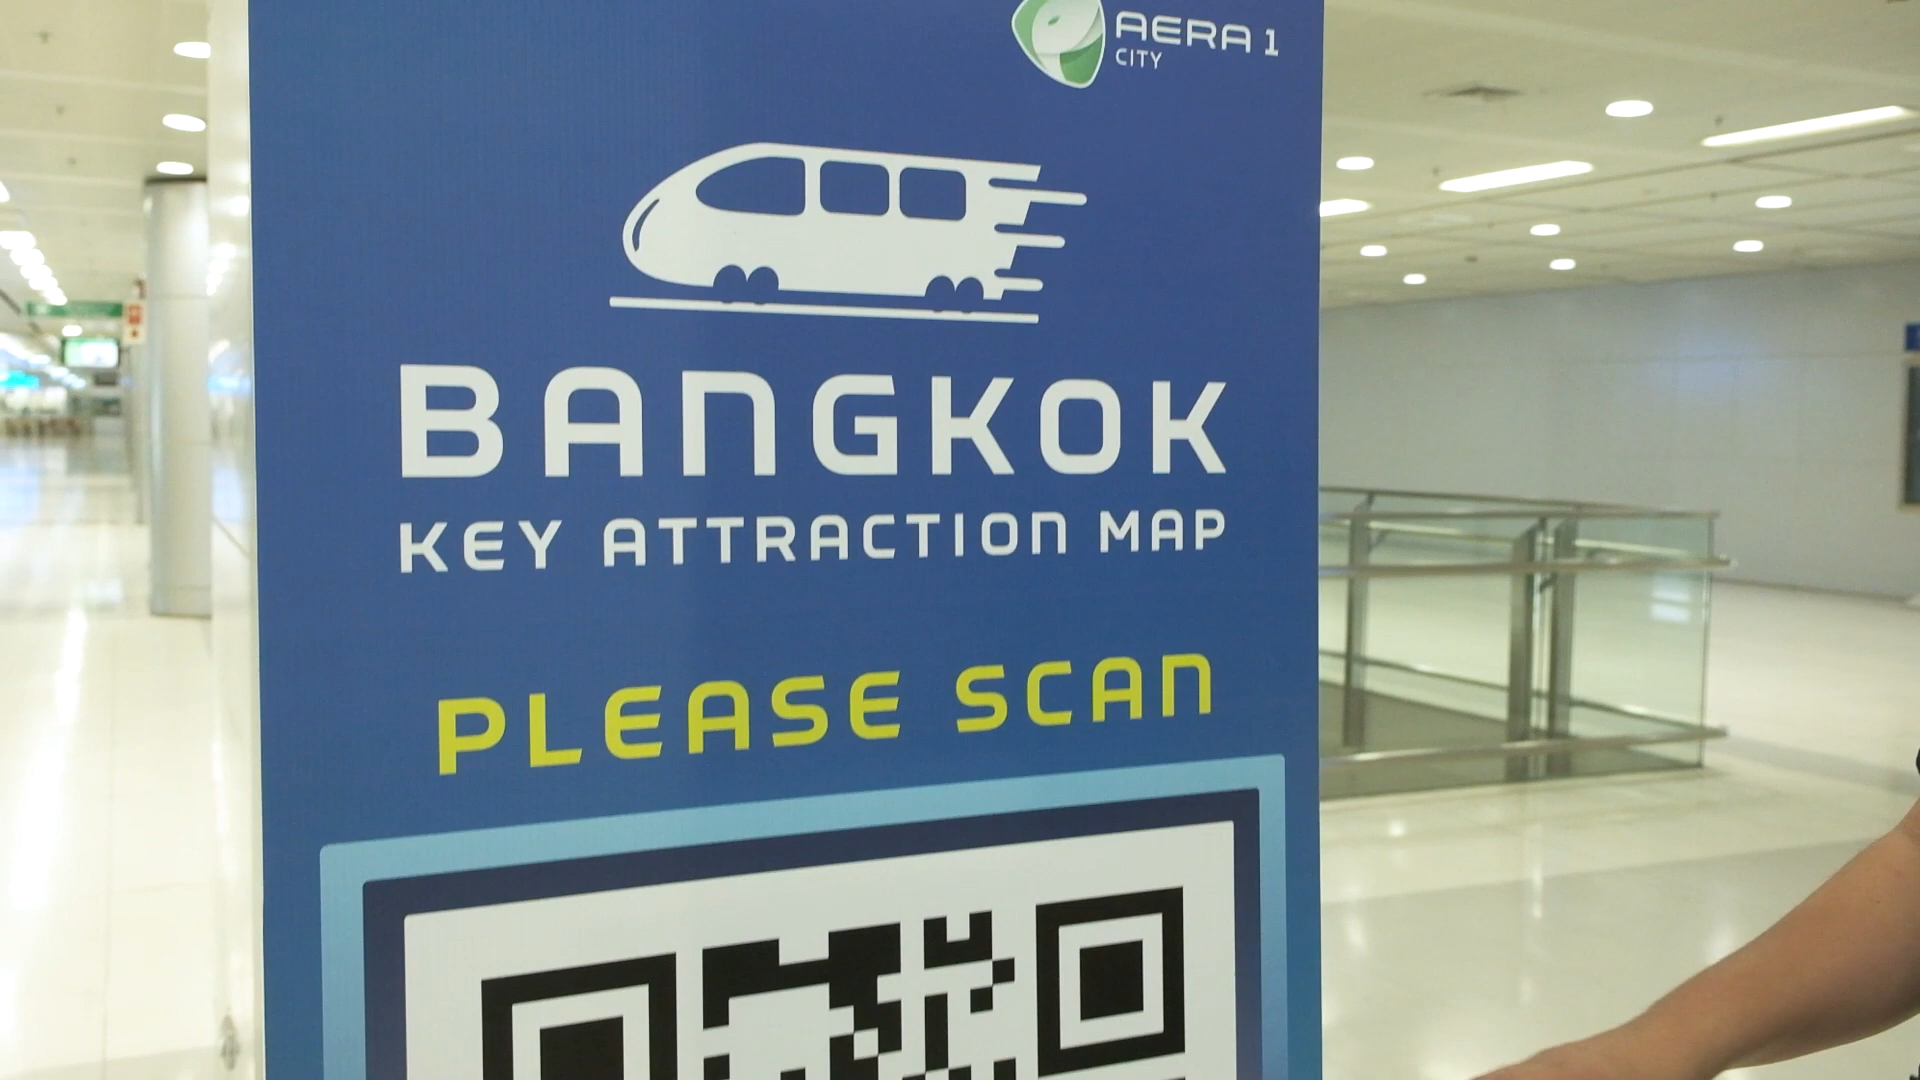 AERA 1
CITY
BANGKOK
KEY ATTRACTION MAP
PLEASE SCAN